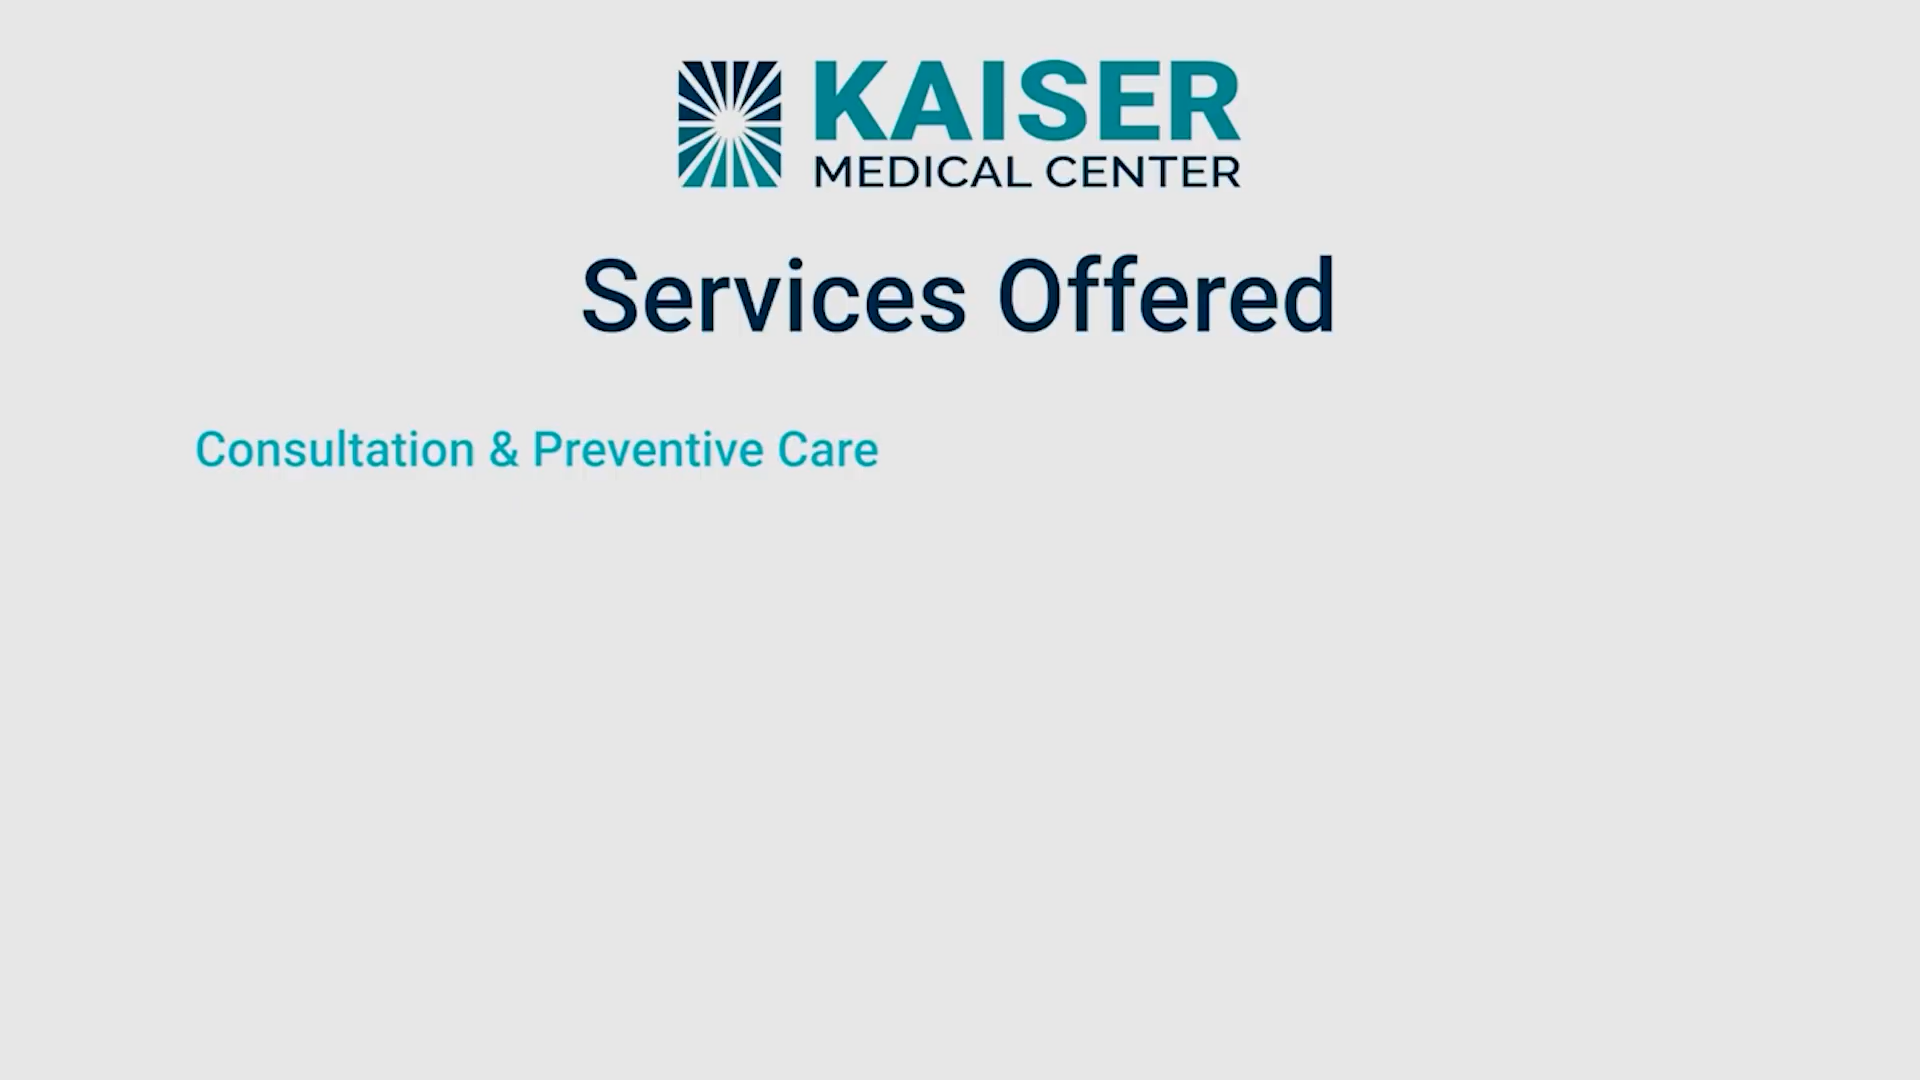 KAISER
MEDICAL CENTER
Services Offered
Consultation & Preventive Care